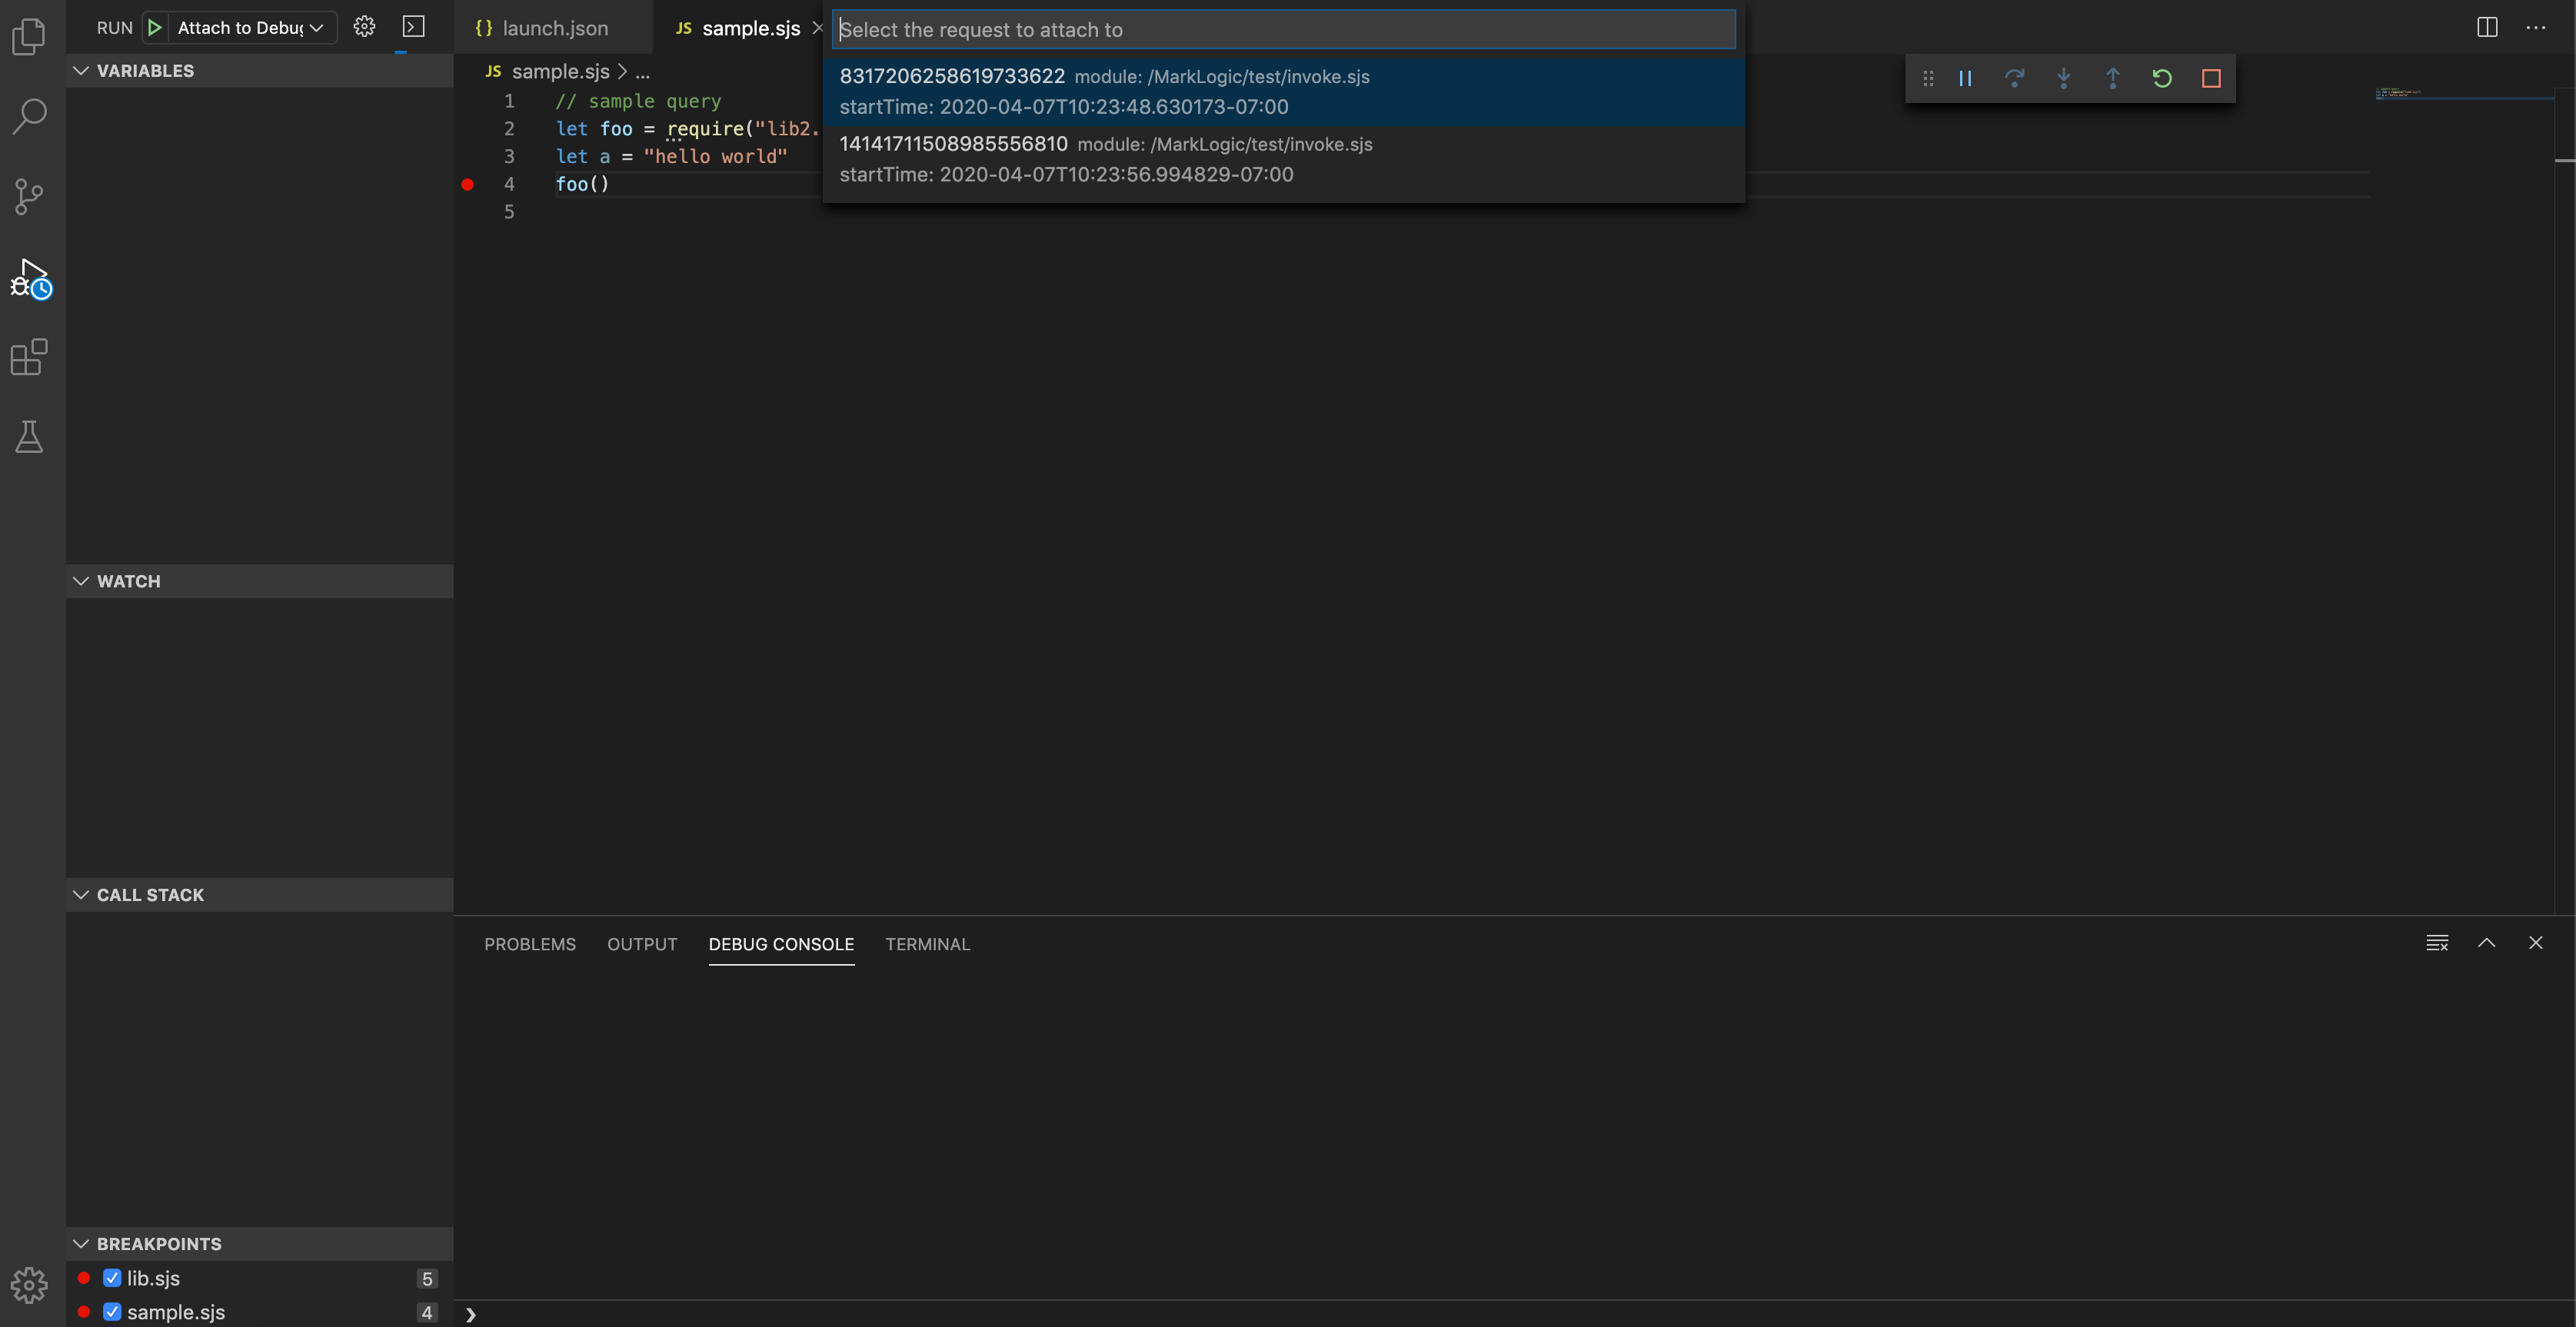 RUN Attach to Debug
VARIABLES
WATCH
CALL STACK
BREAKPOINTS
lib.sjs 5
sample.sjs 4
{} launch.json
JS sample.sjs
JS sample.sjs > ...
1 // sample query
2 let foo = require("lib2.
3 let a = "hello world"
4 foo()
5
Select the request to attach to
8317206258619733622 module: /MarkLogic/test/invoke.sjs
startTime: 2020-04-07T10:23:48.630173-07:00
14141711508985556810 module: /MarkLogic/test/invoke.sjs
startTime: 2020-04-07T10:23:56.994829-07:00
PROBLEMS OUTPUT DEBUG CONSOLE TERMINAL